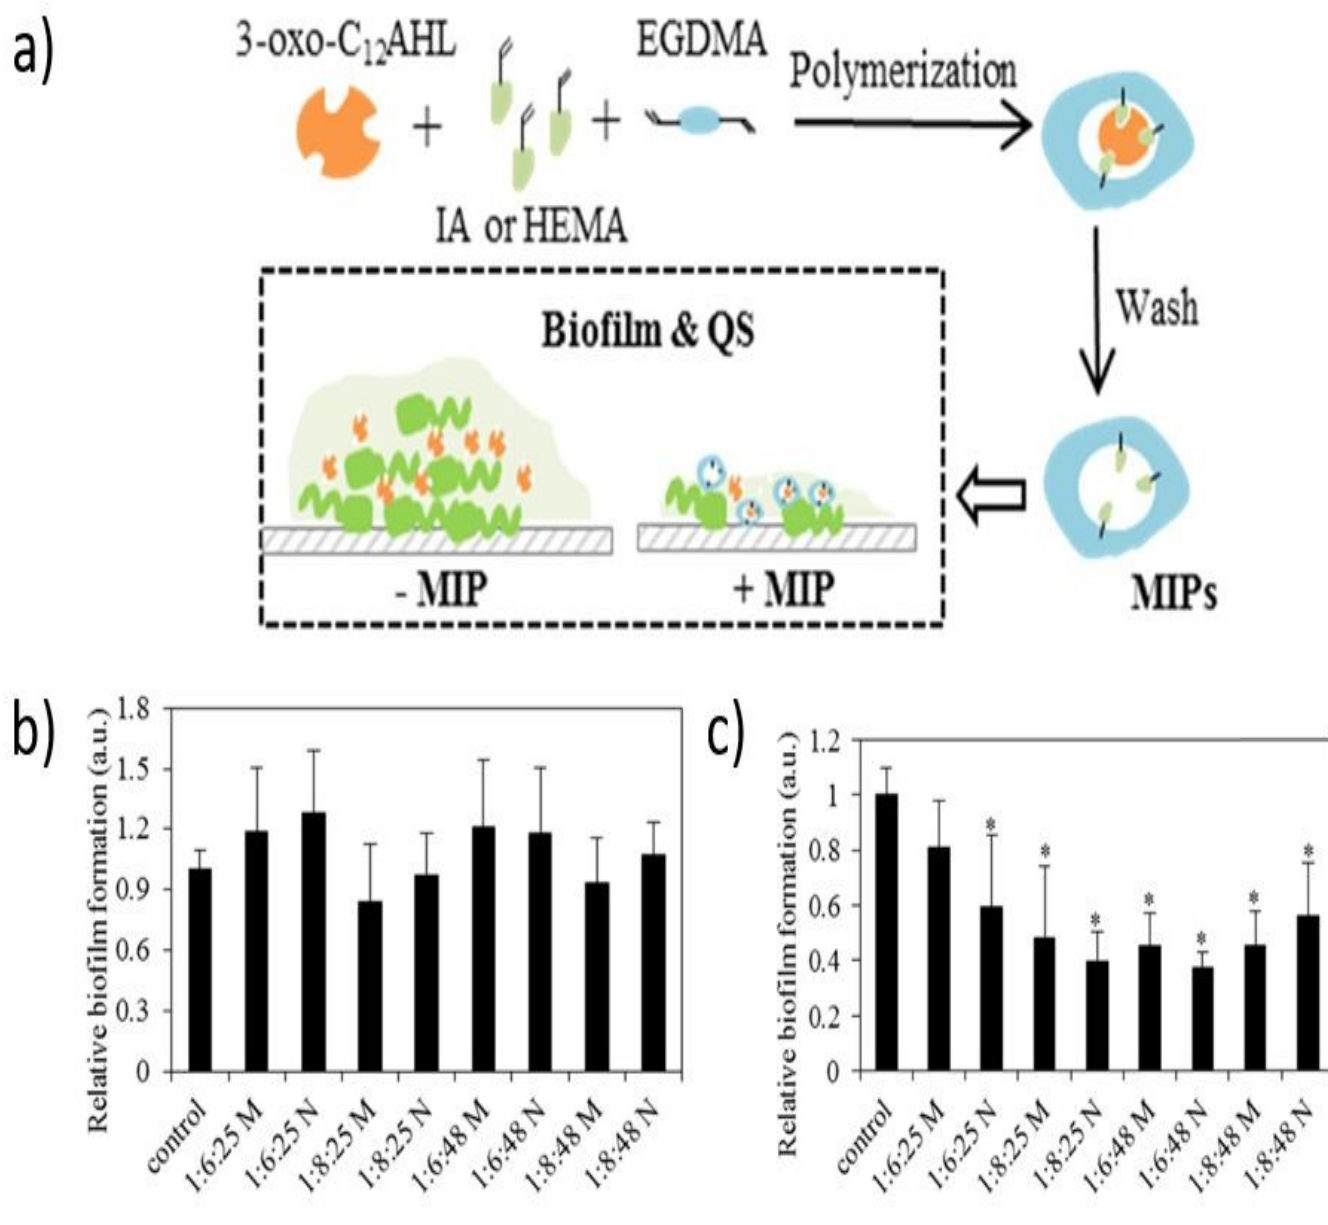 a)
3-oxo-C₁₂AHL
+
+
EGDMA
IA or HEMA
Polymerization
Wash
MIPs
Biofilm & QS
- MIP
+ MIP
b)
Relative biofilm formation (a.u.)
1.8
1.5
1.2
0.9
0.6
0.3
0
control
1:6:25 M
1:6:25 N
1:8:25 M
1:8:25 N
1:6:48 M
1:6:48 N
1:8:48 M
1:8:48 N
c)
Relative biofilm formation (a.u.)
1.2
1
0.8
0.6
0.4
0.2
0
*
*
*
*
*
*
*
control
1:6:25 M
1:6:25 N
1:8:25 M
1:8:25 N
1:6:48 M
1:6:48 N
1:8:48 M
1:8:48 N